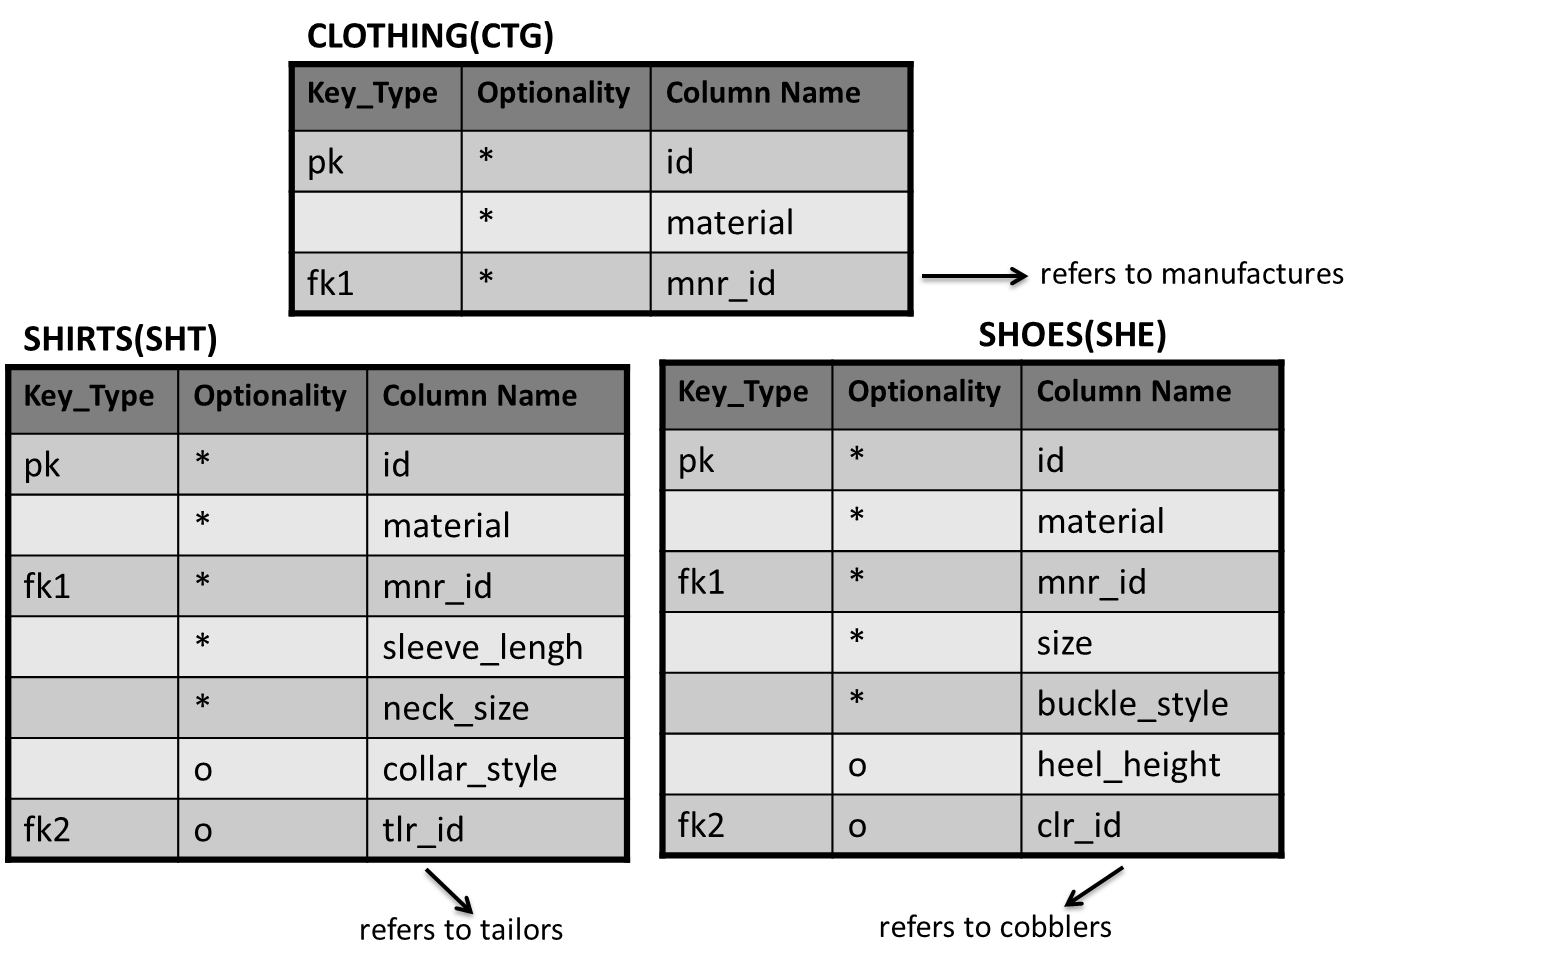 CLOTHING(CTG)
Key_Type Optionality Column Name
pk * id
* material
fk1 * mnr_id
refers to manufactures
SHIRTS(SHT)
Key_Type Optionality Column Name
pk * id
* material
fk1 * mnr_id
* sleeve_lengh
* neck_size
o collar_style
fk2 o tlr_id
refers to tailors
SHOES(SHE)
Key_Type Optionality Column Name
pk * id
* material
fk1 * mnr_id
* size
* buckle_style
o heel_height
fk2 o clr_id
refers to cobblers